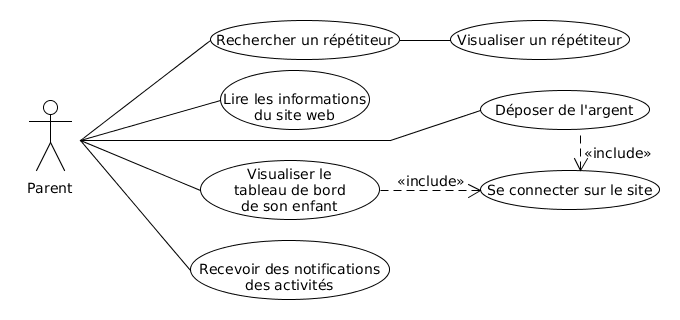 Rechercher un répétiteur
Visualiser un répétiteur
Lire les informations
du site web
Déposer de l'argent
«include»
Parent
Visualiser le
tableau de bord
de son enfant
«include»
Se connecter sur le site
Recevoir des notifications
des activités